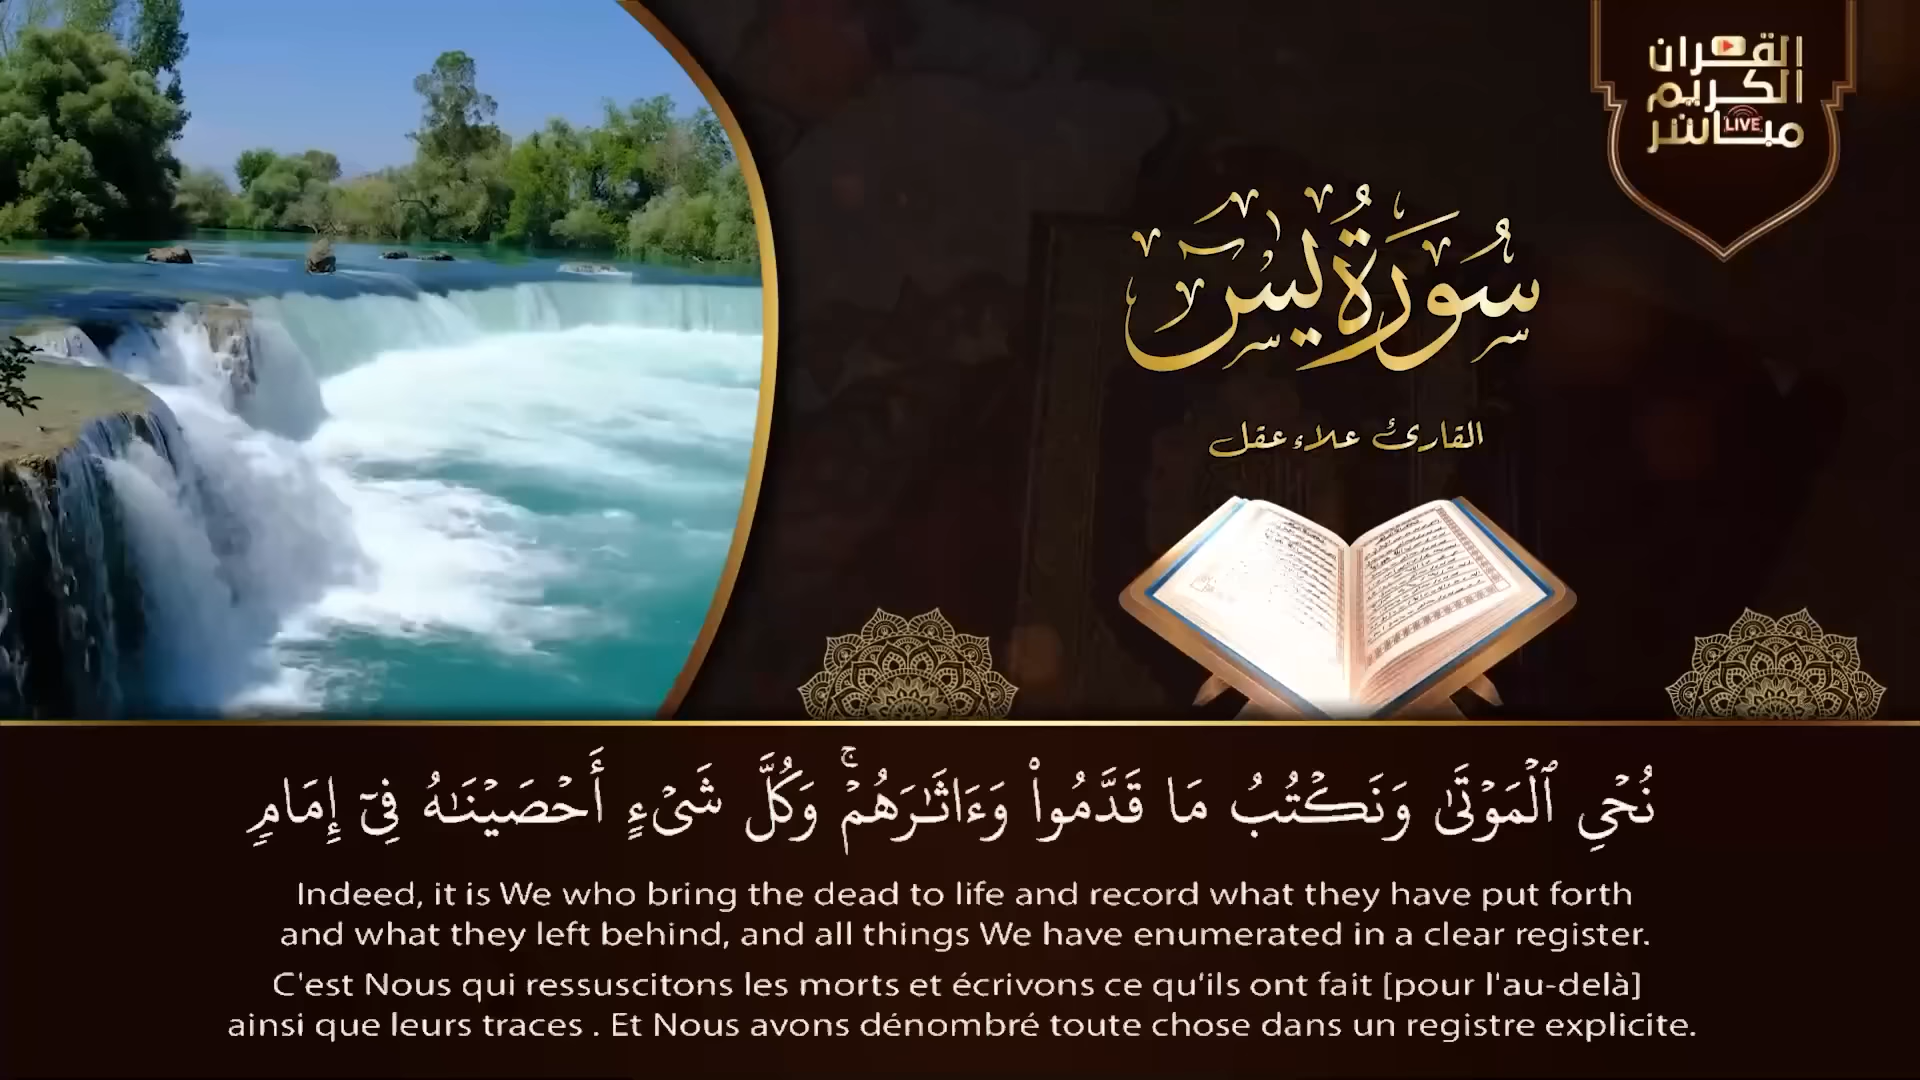 القرآن
الكريم
مباشر
LIVE
سُورَةُ يسٓ
القارئ علاء عقل
نُحۡيِ ٱلۡمَوۡتَىٰ وَنَكۡتُبُ مَا قَدَّمُواْ وَءَاثَٰرَهُمۡۚ وَكُلَّ شَيۡءٍ أَحۡصَيۡنَٰهُ فِيٓ إِمَامٖ
Indeed, it is We who bring the dead to life and record what they have put forth
and what they left behind, and all things We have enumerated in a clear register.
C'est Nous qui ressuscitons les morts et écrivons ce qu'ils ont fait [pour l'au-delà]
ainsi que leurs traces . Et Nous avons dénombré toute chose dans un registre explicite.